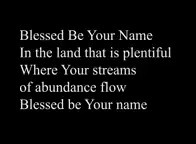 Blessed Be Your Name
In the land that is plentiful
Where Your streams
of abundance flow
Blessed be Your name